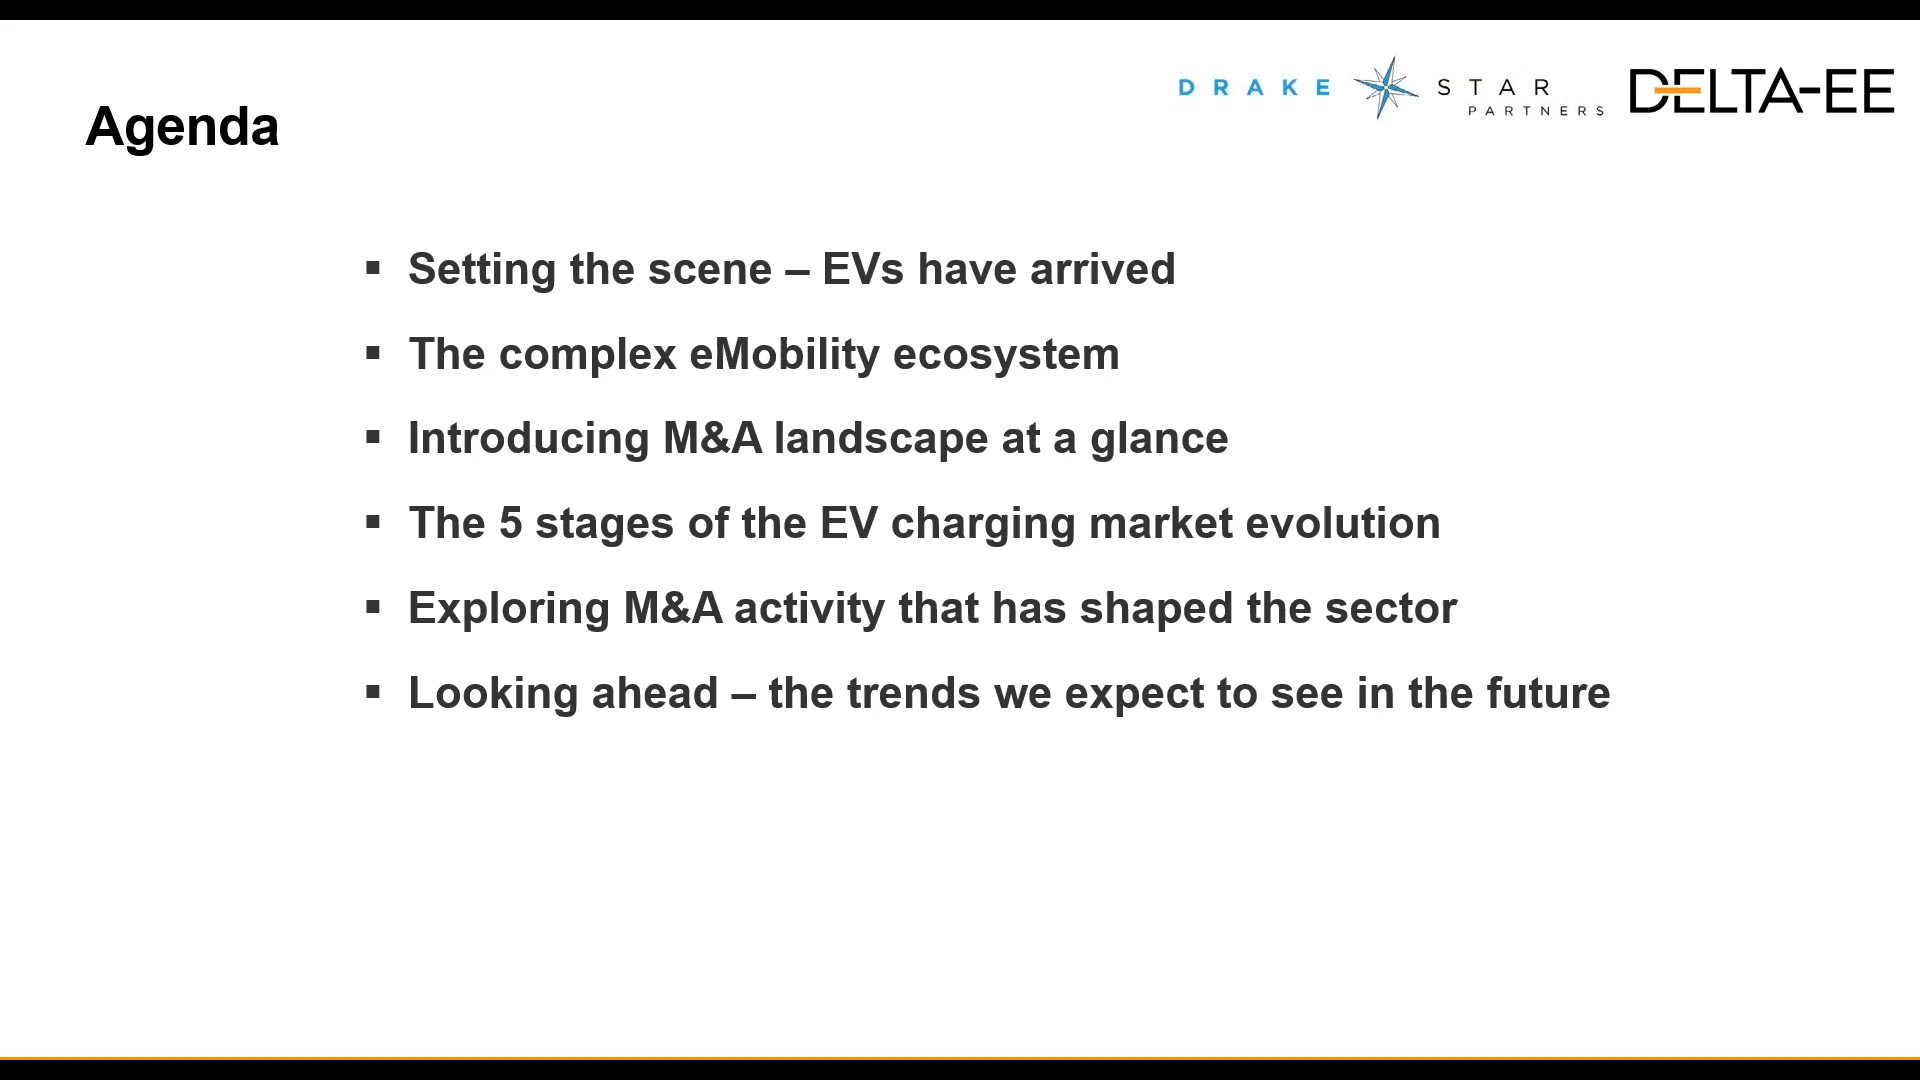 DRAKE STAR PARTNERS DELTA-EE
Agenda
▪ Setting the scene – EVs have arrived
▪ The complex eMobility ecosystem
▪ Introducing M&A landscape at a glance
▪ The 5 stages of the EV charging market evolution
▪ Exploring M&A activity that has shaped the sector
▪ Looking ahead – the trends we expect to see in the future